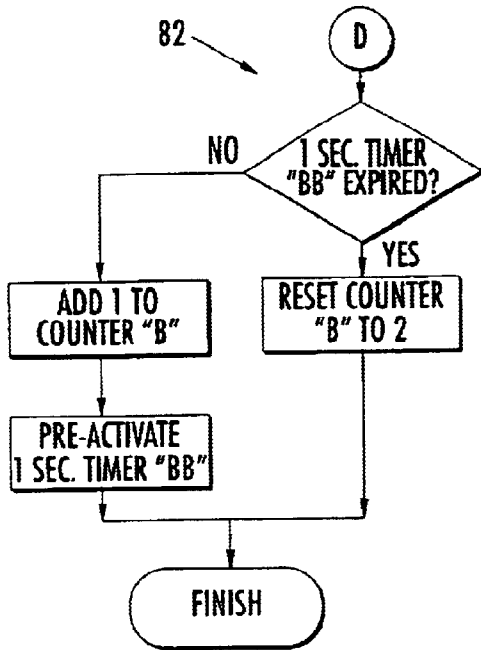 82
D
1 SEC. TIMER
"BB" EXPIRED?
NO
YES
ADD 1 TO
COUNTER "B"
RESET COUNTER
"B" TO 2
PRE-ACTIVATE
1 SEC. TIMER "BB"
FINISH